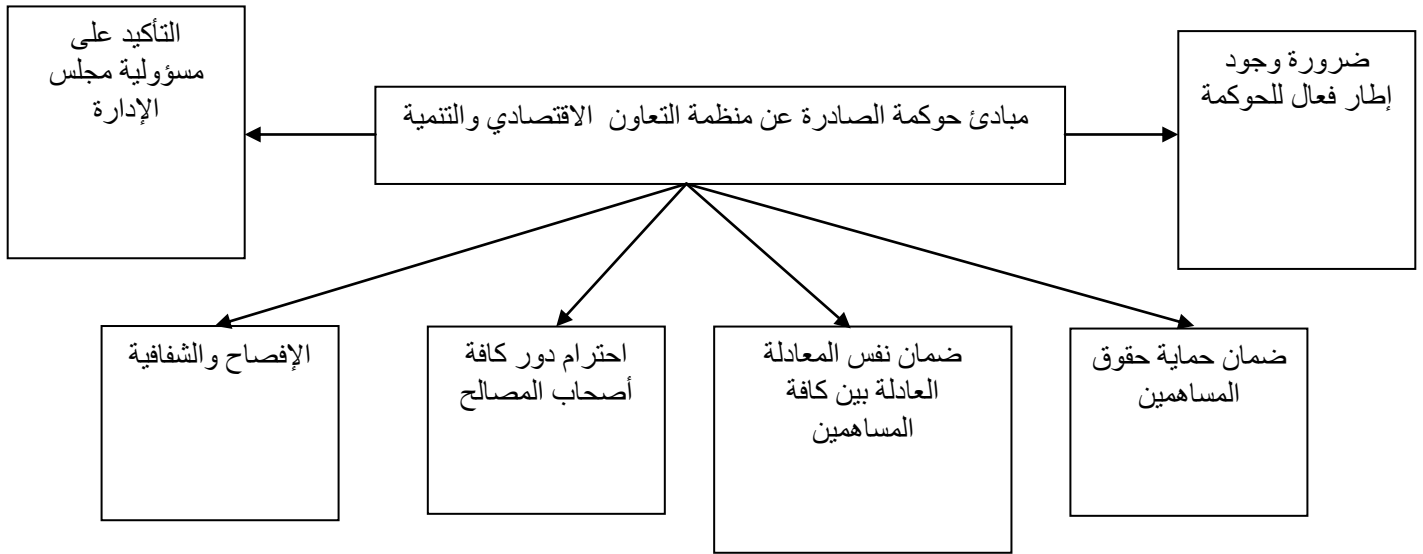 مبادئ حوكمة الصادرة عن منظمة التعاون الاقتصادي والتنمية
ضرورة وجود
إطار فعال للحوكمة
ضمان حماية حقوق
المساهمين
ضمان نفس المعادلة
العادلة بين كافة
المساهمين
احترام دور كافة
أصحاب المصالح
الإفصاح والشفافية
التأكيد على
مسؤولية مجلس
الإدارة